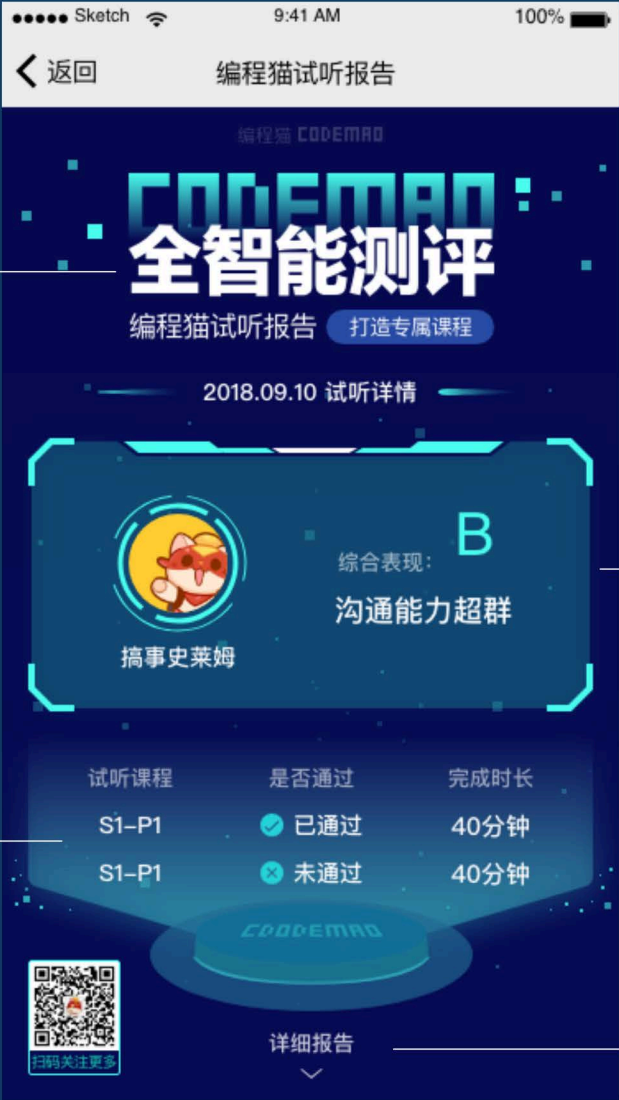 Sketch 9:41 AM 100%
返回 编程猫试听报告
编程猫 CODEMAO
CODEMAO
全智能测评
编程猫试听报告 打造专属课程
2018.09.10 试听详情
综合表现: B
沟通能力超群
搞事史莱姆
试听课程 是否通过 完成时长
S1-P1 已通过 40分钟
S1-P1 未通过 40分钟
CDODEMAO
扫码关注更多
详细报告